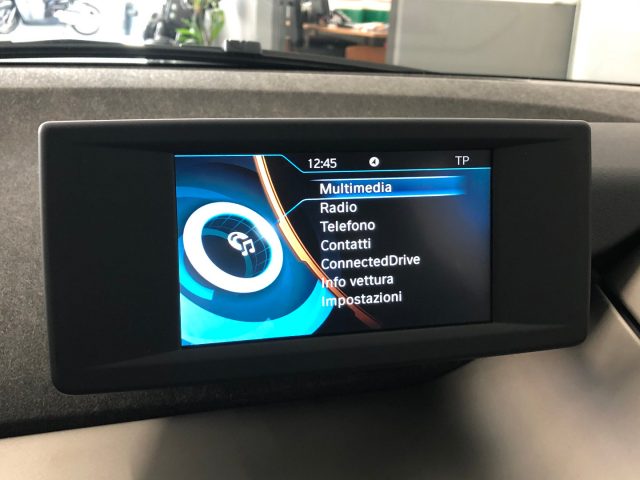 12:45 TP
Multimedia
Radio
Telefono
Contatti
ConnectedDrive
Info vettura
Impostazioni